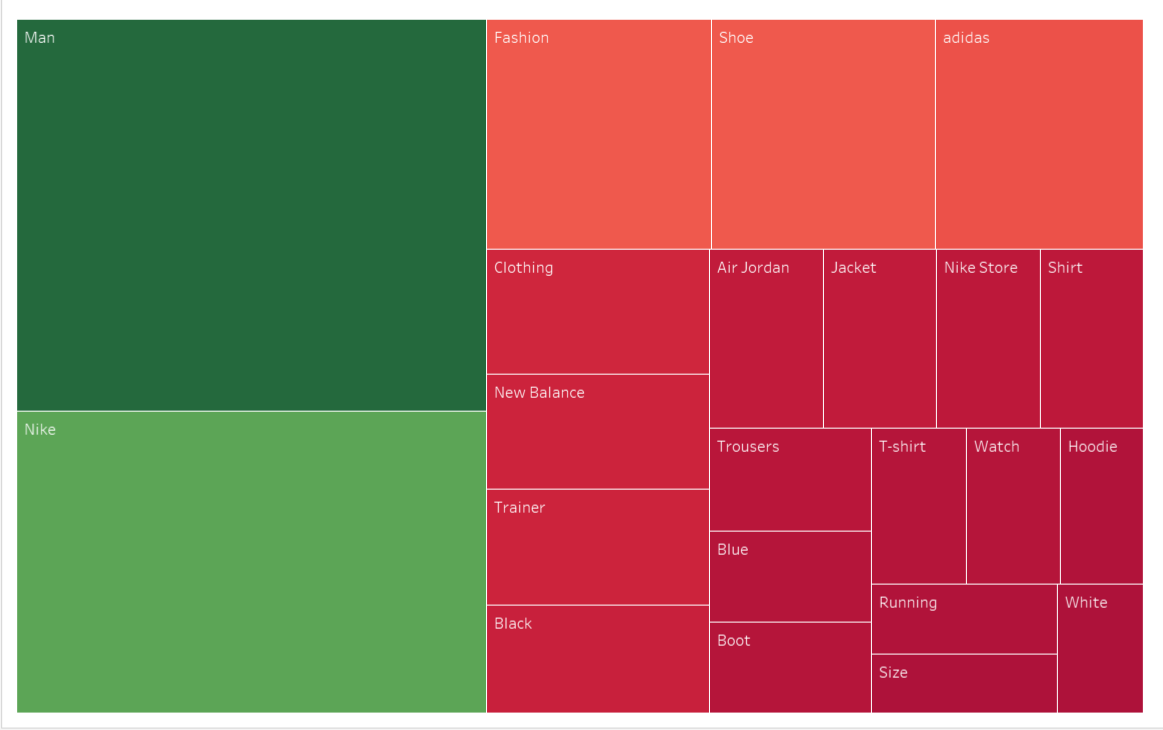 Man
Fashion
Shoe
adidas
Clothing
Air Jordan
Jacket
Nike Store
Shirt
New Balance
Nike
Trousers
T-shirt
Watch
Hoodie
Trainer
Blue
Running
White
Black
Boot
Size